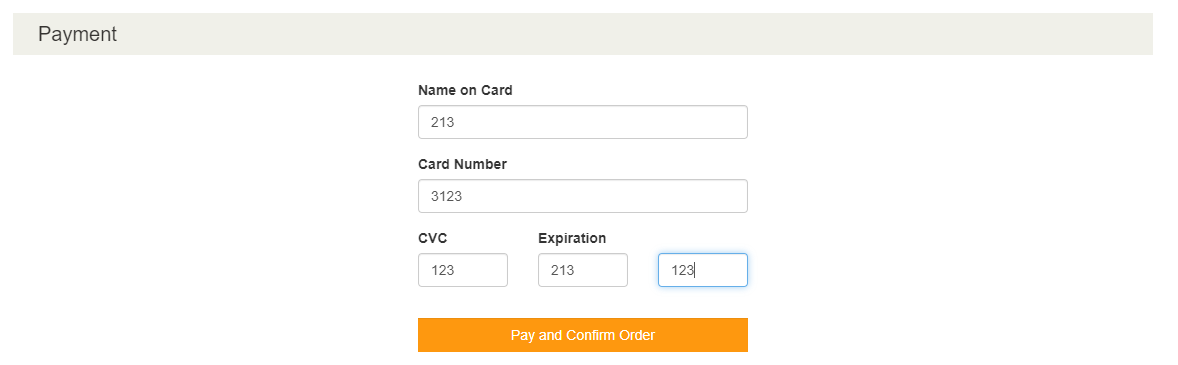 Payment
Name on Card
213
Card Number
3123
CVC Expiration
123 213 123
Pay and Confirm Order